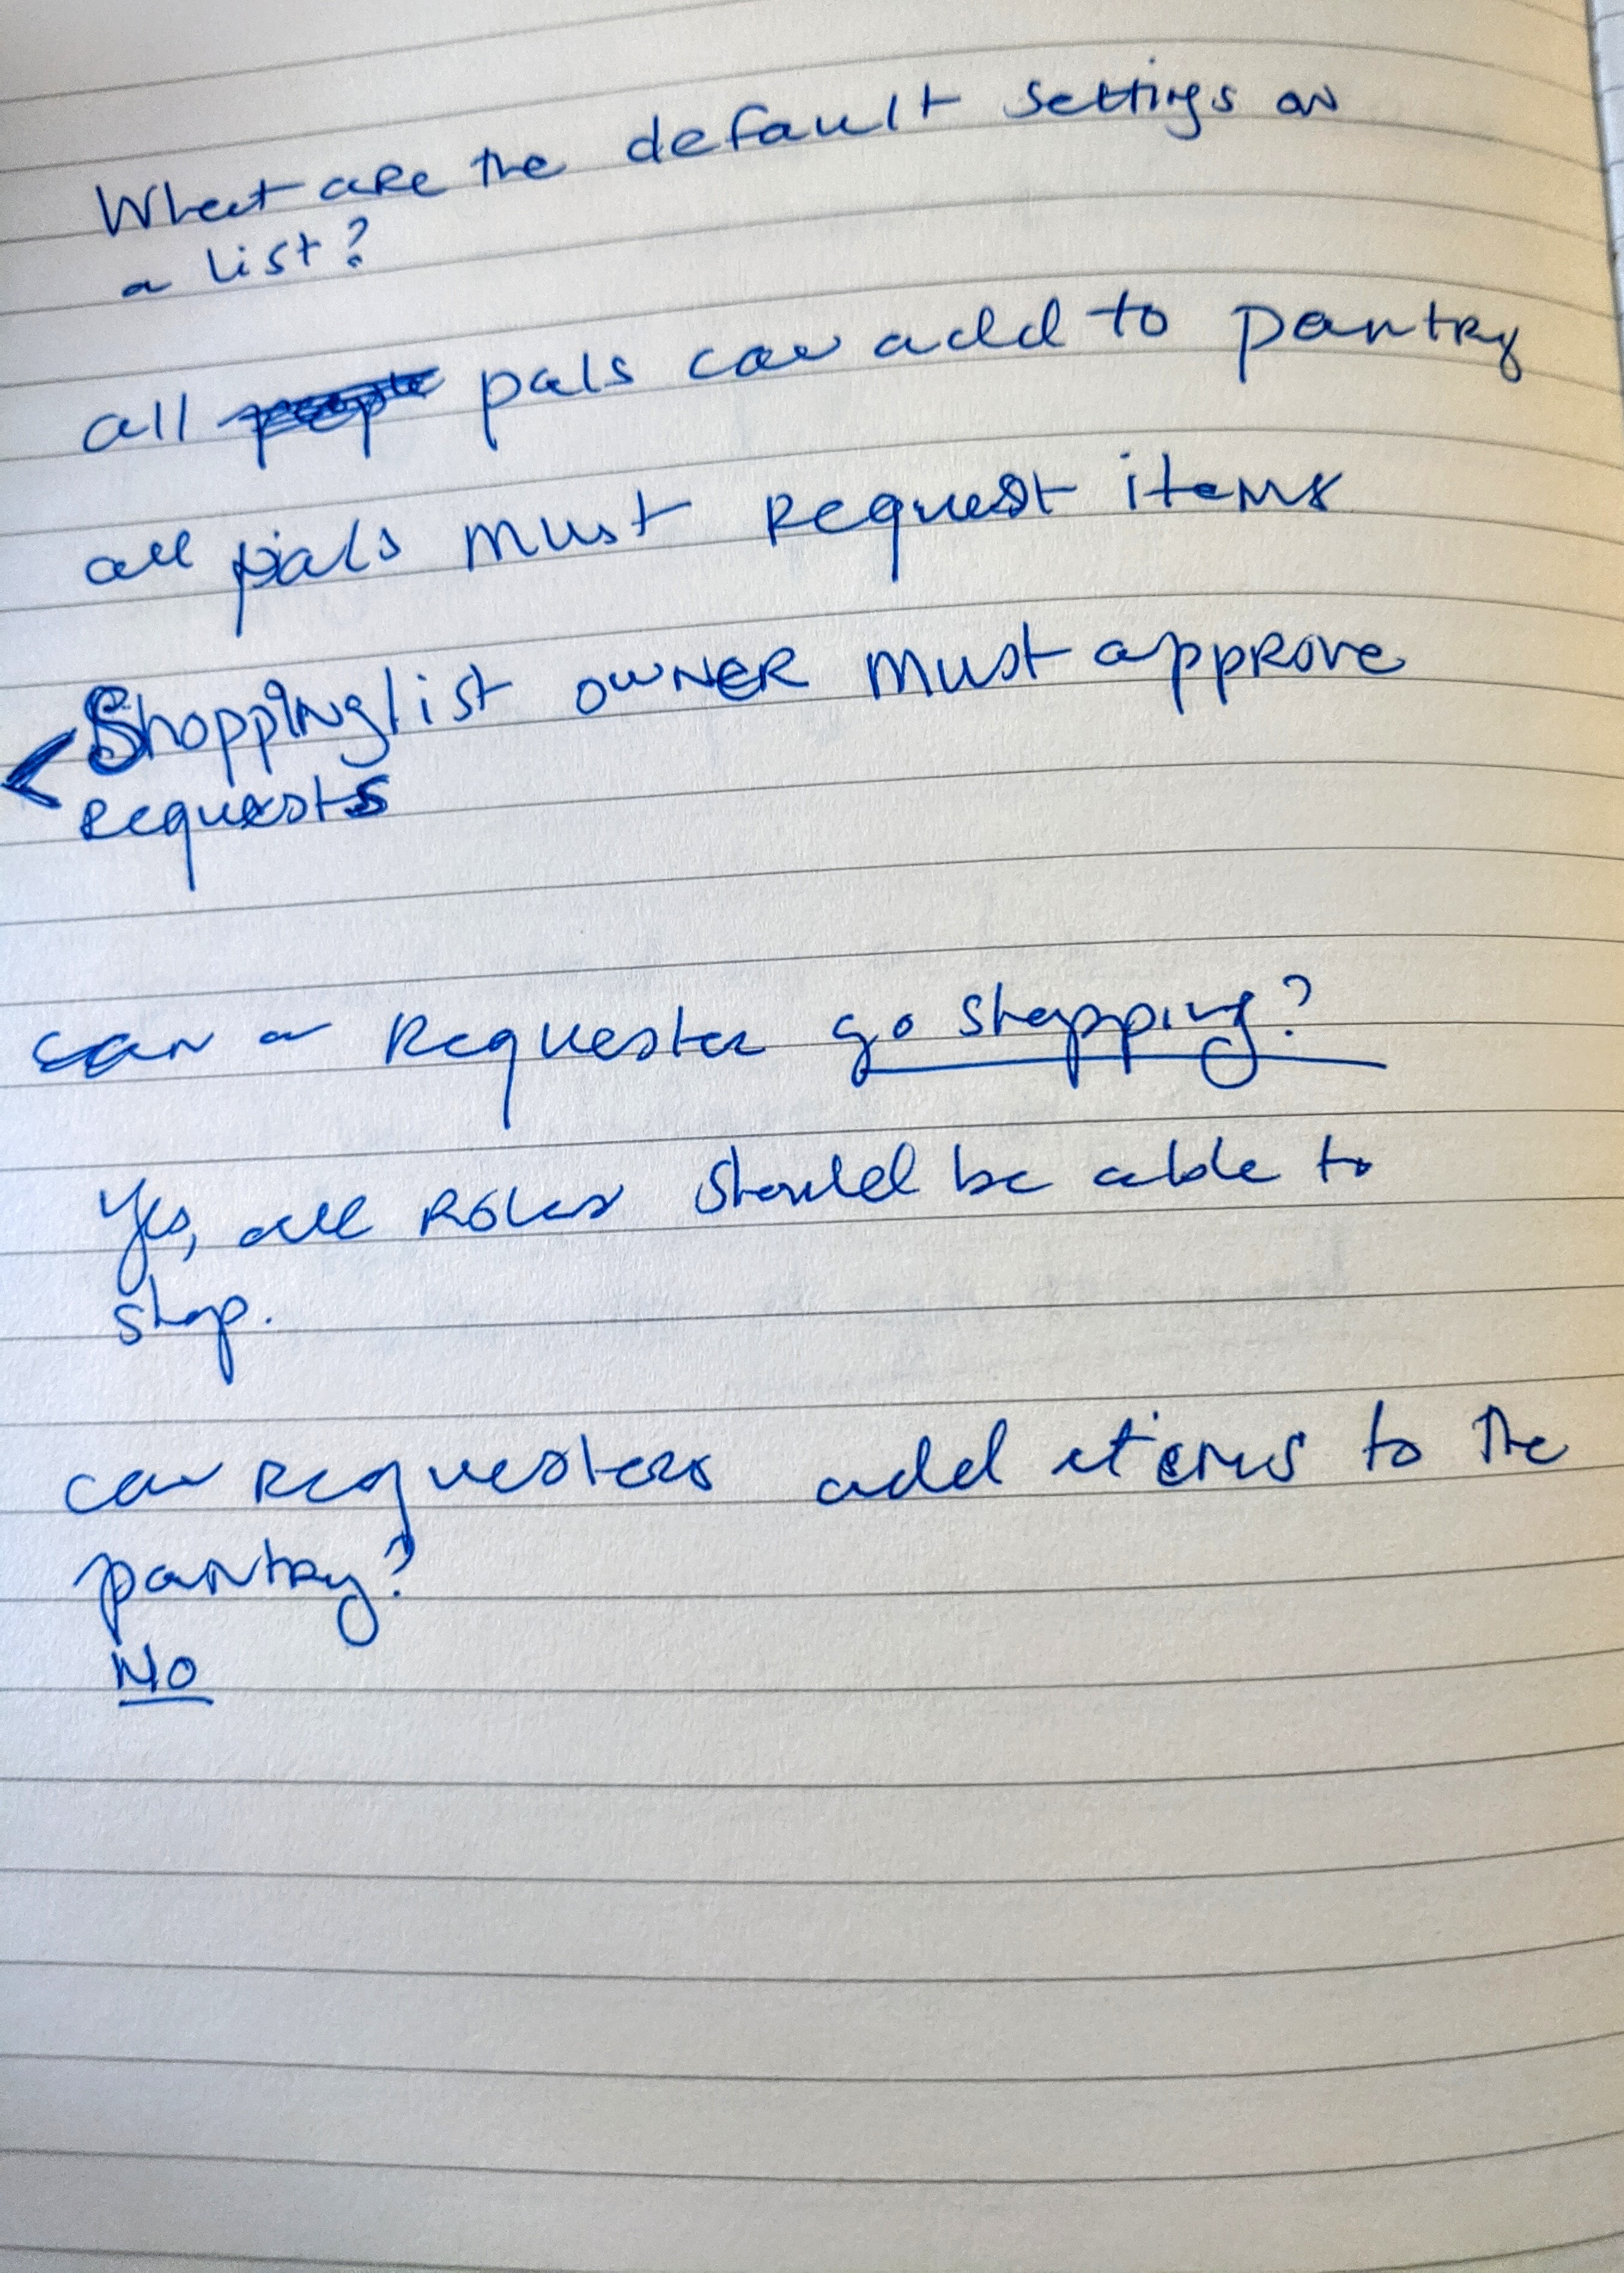 What are the default settings on
a list?
all pals can add to pantry
all pals must request items
Shopping list owner must approve
requests
can a requester go shopping?
Yes, all roles should be able to
shop.
can requesters add items to the
pantry?
NO